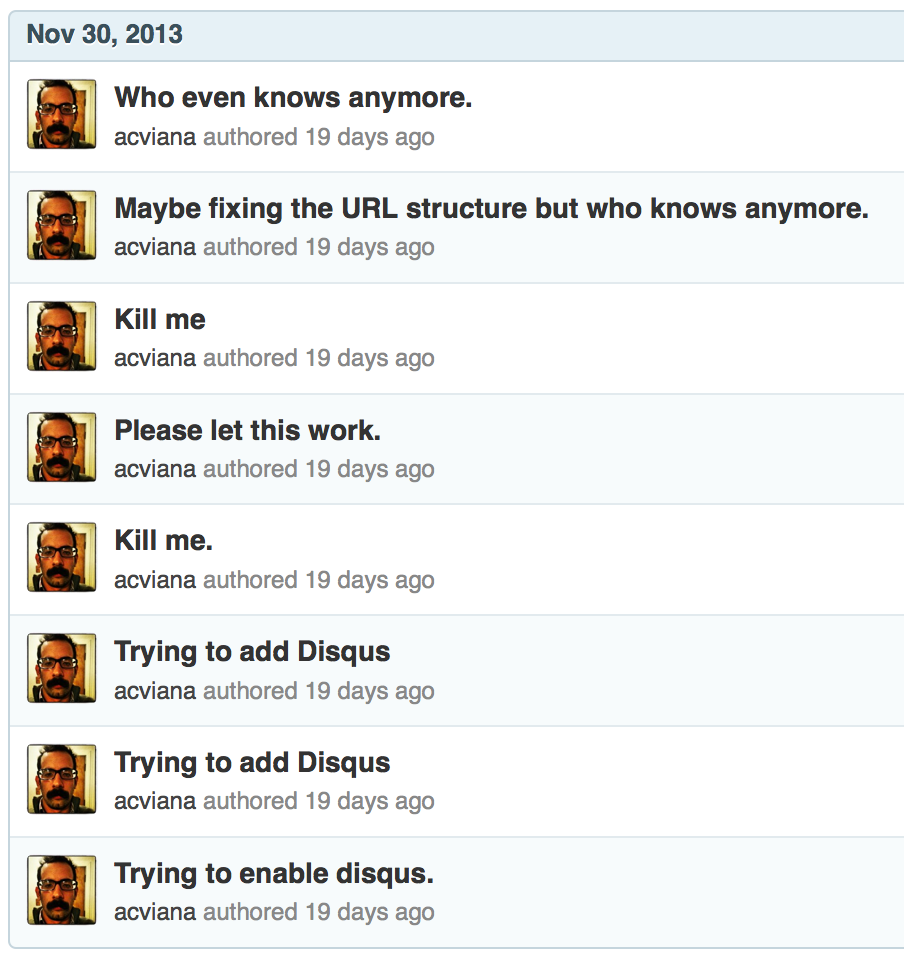 Nov 30, 2013
Who even knows anymore.
acviana authored 19 days ago
Maybe fixing the URL structure but who knows anymore.
acviana authored 19 days ago
Kill me
acviana authored 19 days ago
Please let this work.
acviana authored 19 days ago
Kill me.
acviana authored 19 days ago
Trying to add Disqus
acviana authored 19 days ago
Trying to add Disqus
acviana authored 19 days ago
Trying to enable disqus.
acviana authored 19 days ago